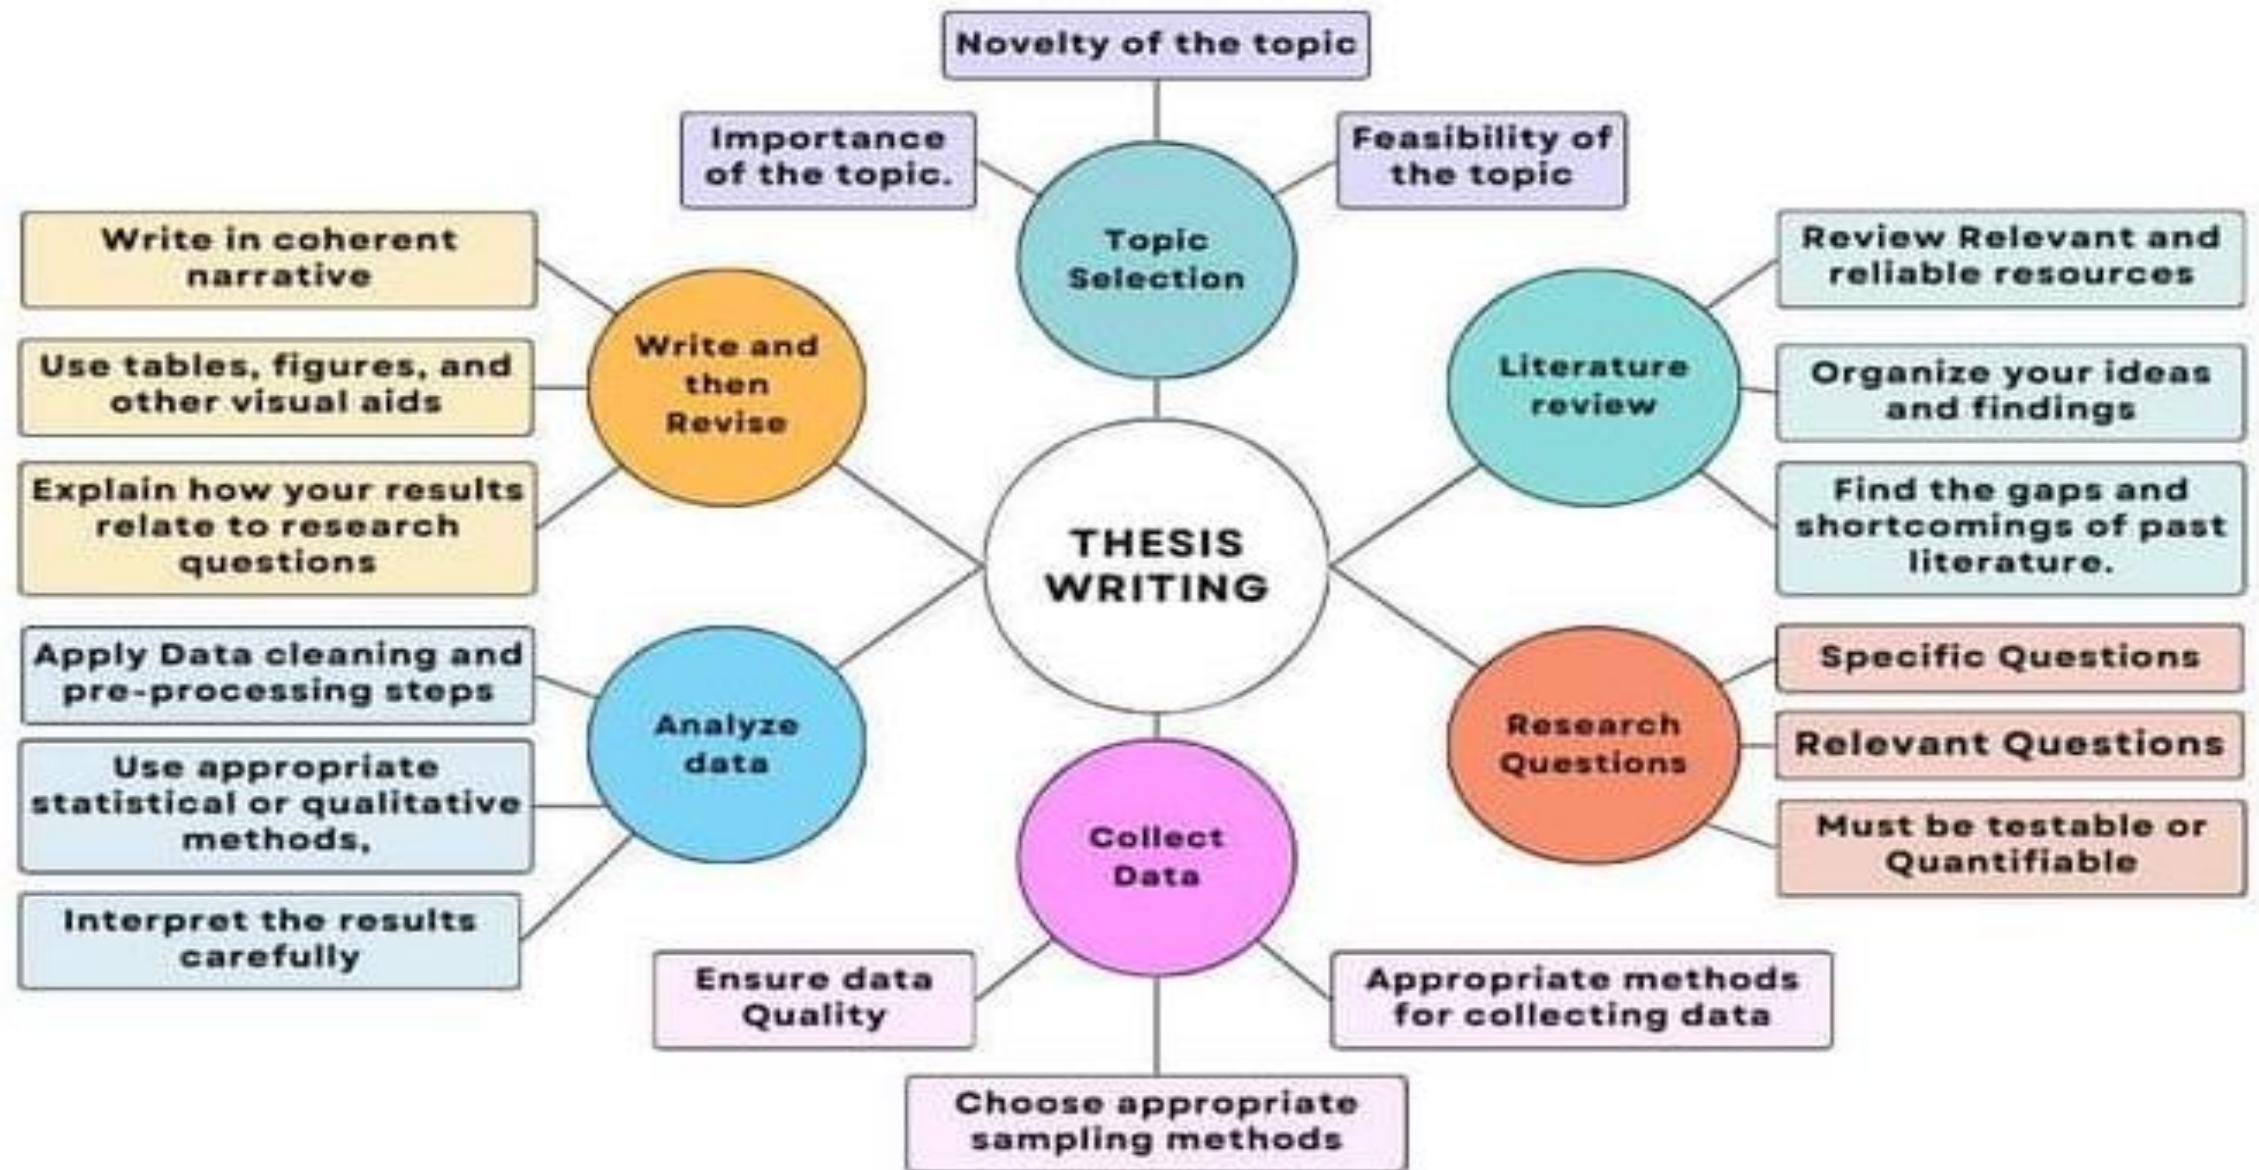 Novelty of the topic
Importance
of the topic.
Feasibility of
the topic
Topic
Selection
Write in coherent
narrative
Use tables, figures, and
other visual aids
Explain how your results
relate to research
questions
Write and
then
Revise
Literature
review
Review Relevant and
reliable resources
Organize your ideas
and findings
Find the gaps and
shortcomings of past
literature.
THESIS
WRITING
Apply Data cleaning and
pre-processing steps
Use appropriate
statistical or qualitative
methods,
Interpret the results
carefully
Analyze
data
Research
Questions
Specific Questions
Relevant Questions
Must be testable or
Quantifiable
Collect
Data
Ensure data
Quality
Appropriate methods
for collecting data
Choose appropriate
sampling methods